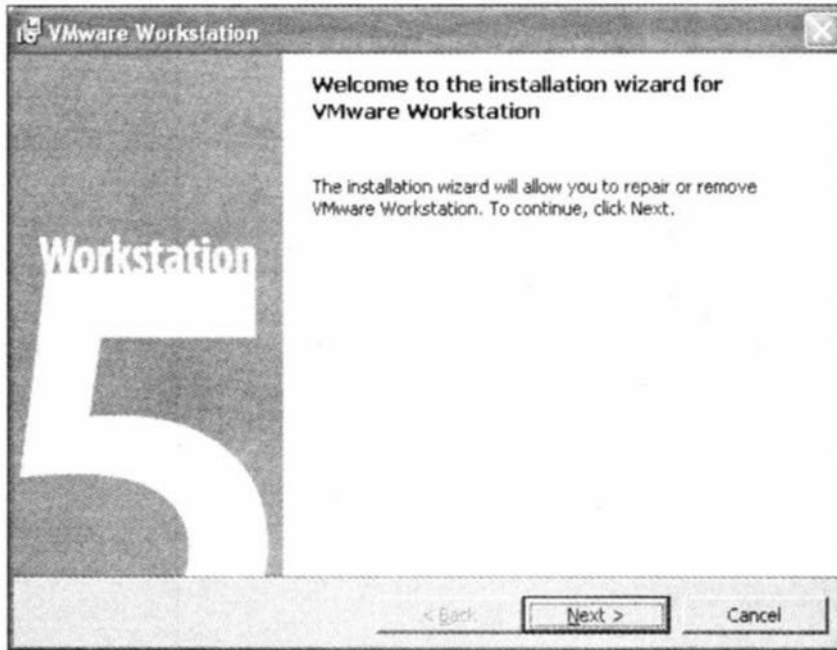 VMware Workstation
Welcome to the installation wizard for
VMware Workstation
The installation wizard will allow you to repair or remove
VMware Workstation. To continue, click Next.
Workstation
5
< Back
Next >
Cancel